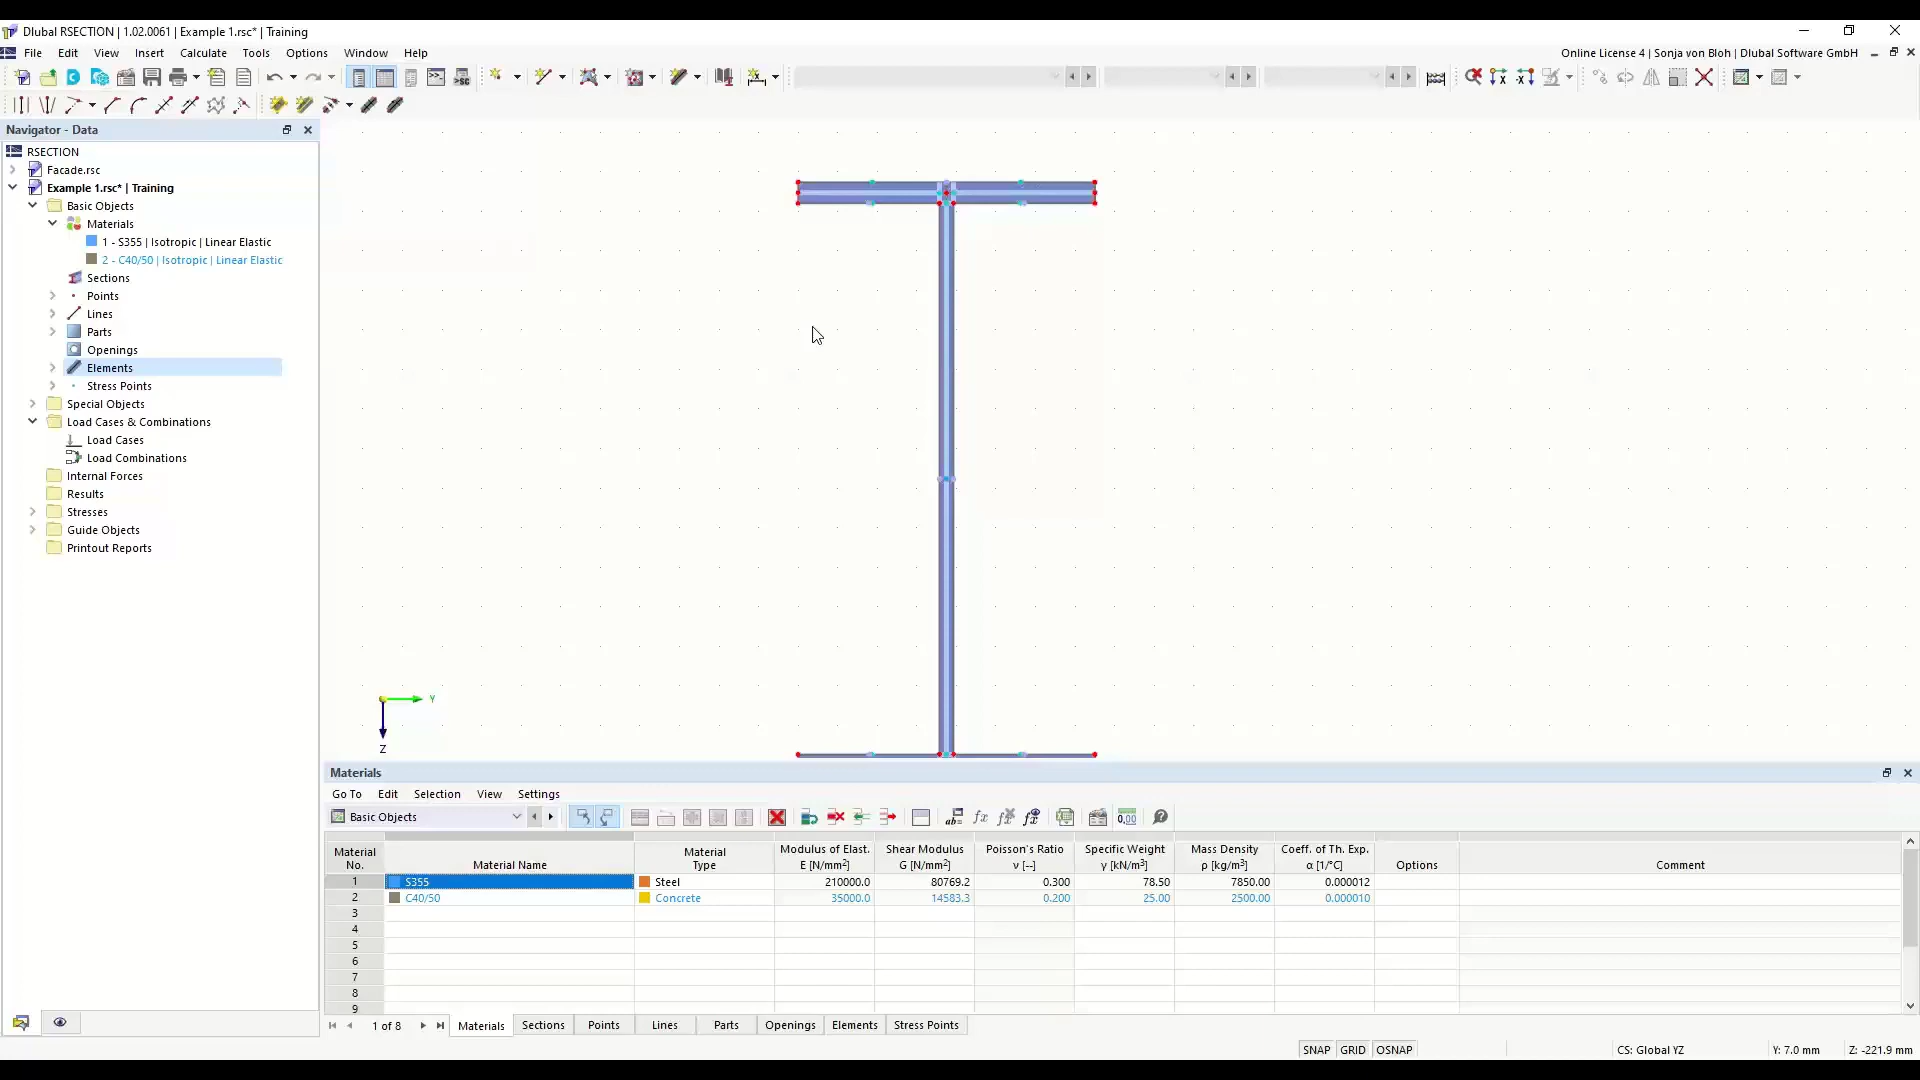 Dlubal RSECTION | 1.02.0061 | Example 1.rsc* | Training
File Edit View Insert Calculate Tools Options Window Help
Online License 4 | Sonja von Bloh | Dlubal Software GmbH
Navigator - Data
RSECTION
Facade.rsc
Example 1.rsc* | Training
Basic Objects
Materials
1 - S355 | Isotropic | Linear Elastic
2 - C40/50 | Isotropic | Linear Elastic
Sections
Points
Lines
Parts
Openings
Elements
Stress Points
Special Objects
Load Cases & Combinations
Load Cases
Load Combinations
Internal Forces
Results
Stresses
Guide Objects
Printout Reports
Y
Z
Materials
Go To Edit Selection View Settings
Basic Objects
Material No. Material Name Material Type Modulus of Elast. E [N/mm²] Shear Modulus G [N/mm²] Poisson's Ratio ν [--] Specific Weight γ [kN/m³] Mass Density ρ [kg/m³] Coeff. of Th. Exp. α [1/°C] Options Comment
1 S355 Steel 210000.0 80769.2 0.300 78.50 7850.00 0.000012
2 C40/50 Concrete 35000.0 14583.3 0.200 25.00 2500.00 0.000010
3
4
5
6
7
8
9
1 of 8 Materials Sections Points Lines Parts Openings Elements Stress Points
SNAP GRID OSNAP CS: Global YZ Y: 7.0 mm Z: -221.9 mm